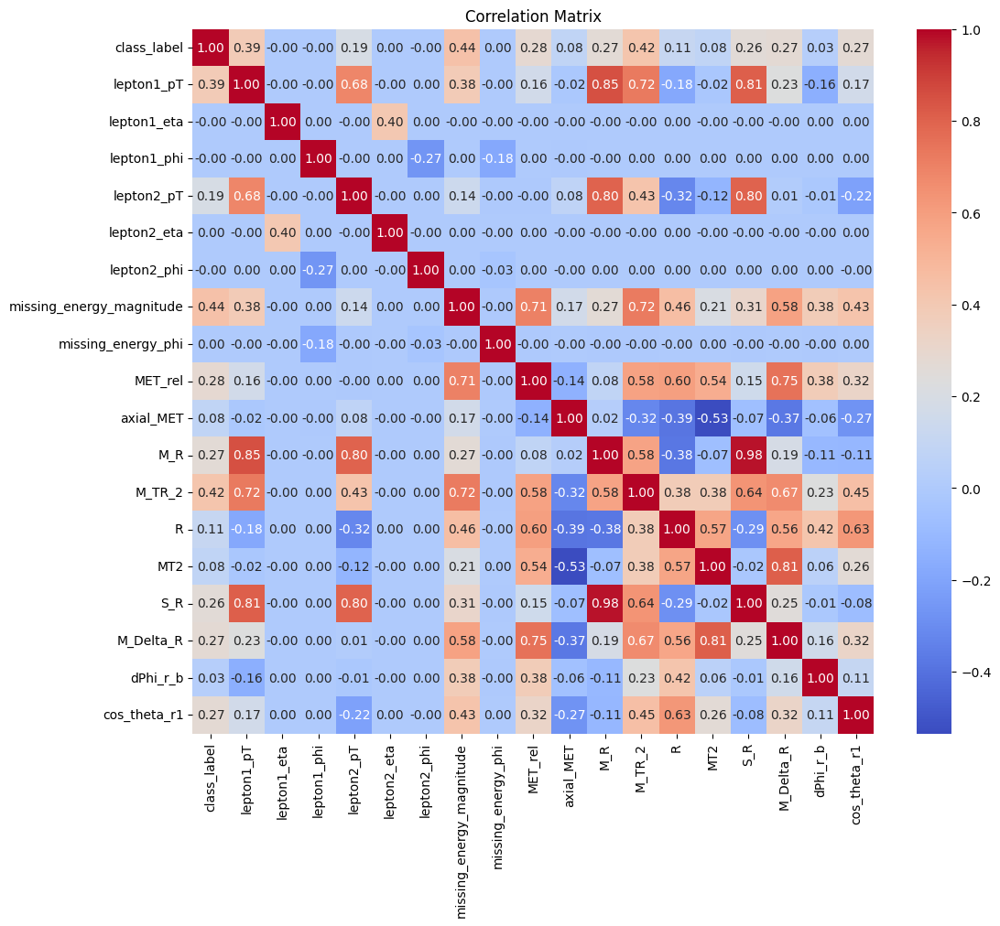 Correlation Matrix
class_label 1.00 0.39 -0.00 -0.00 0.19 0.00 -0.00 0.44 0.00 0.28 0.08 0.27 0.42 0.11 0.08 0.26 0.27 0.03 0.27
lepton1_pT 0.39 1.00 -0.00 -0.00 0.68 -0.00 0.00 0.38 -0.00 0.16 -0.02 0.85 0.72 -0.18 -0.02 0.81 0.23 -0.16 0.17
lepton1_eta -0.00 -0.00 1.00 0.00 -0.00 0.40 0.00 -0.00 -0.00 -0.00 -0.00 -0.00 0.00 0.00 0.00 -0.00 -0.00 0.00 0.00
lepton1_phi -0.00 -0.00 0.00 1.00 -0.00 0.00 -0.27 0.00 -0.18 0.00 0.00 -0.00 0.00 0.00 0.00 0.00 0.00 0.00 0.00
lepton2_pT 0.19 0.68 -0.00 -0.00 1.00 -0.00 0.00 0.14 -0.00 -0.00 0.08 0.80 0.43 -0.32 -0.12 0.80 0.01 -0.01 -0.22
lepton2_eta 0.00 -0.00 0.40 0.00 -0.00 1.00 -0.00 0.00 -0.00 -0.00 -0.00 -0.00 -0.00 0.00 0.00 -0.00 -0.00 0.00 0.00
lepton2_phi -0.00 0.00 0.00 -0.27 0.00 -0.00 1.00 0.00 -0.03 -0.00 -0.00 0.00 0.00 0.00 0.00 0.00 0.00 0.00 -0.00
missing_energy_magnitude 0.44 0.38 -0.00 0.00 0.14 0.00 0.00 1.00 -0.00 0.71 0.17 0.27 0.72 0.46 0.21 0.31 0.58 0.38 0.43
missing_energy_phi 0.00 -0.00 -0.00 -0.18 -0.00 -0.00 -0.03 -0.00 1.00 -0.00 -0.00 -0.00 -0.00 -0.00 0.00 -0.00 -0.00 -0.00 0.00
MET_rel 0.28 0.16 -0.00 0.00 -0.00 -0.00 -0.00 0.71 -0.00 1.00 -0.14 0.08 0.58 0.60 0.54 0.15 0.75 0.38 0.32
axial_MET 0.08 -0.02 -0.00 0.00 0.08 -0.00 -0.00 0.17 -0.00 -0.14 1.00 0.02 -0.32 -0.39 -0.53 -0.07 -0.37 -0.06 -0.27
M_R 0.27 0.85 -0.00 -0.00 0.80 -0.00 0.00 0.27 -0.00 0.08 0.02 1.00 0.58 -0.38 -0.07 0.98 0.19 -0.11 -0.11
M_TR_2 0.42 0.72 0.00 0.00 0.43 -0.00 0.00 0.72 -0.00 0.58 -0.32 0.58 1.00 0.38 0.38 0.64 0.67 0.23 0.45
R 0.11 -0.18 0.00 0.00 -0.32 0.00 0.00 0.46 -0.00 0.60 -0.39 -0.38 0.38 1.00 0.57 -0.29 0.56 0.42 0.63
MT2 0.08 -0.02 0.00 0.00 -0.12 0.00 0.00 0.21 0.00 0.54 -0.53 -0.07 0.38 0.57 1.00 -0.02 0.81 0.06 0.26
S_R 0.26 0.81 -0.00 0.00 0.80 -0.00 0.00 0.31 -0.00 0.15 -0.07 0.98 0.64 -0.29 -0.02 1.00 0.25 -0.01 -0.08
M_Delta_R 0.27 0.23 -0.00 0.00 0.01 -0.00 0.00 0.58 -0.00 0.75 -0.37 0.19 0.67 0.56 0.81 0.25 1.00 0.16 0.32
dPhi_r_b 0.03 -0.16 0.00 0.00 -0.01 0.00 0.00 0.38 -0.00 0.38 -0.06 -0.11 0.23 0.42 0.06 -0.01 0.16 1.00 0.11
cos_theta_r1 0.27 0.17 0.00 0.00 -0.22 0.00 -0.00 0.43 0.00 0.32 -0.27 -0.11 0.45 0.63 0.26 -0.08 0.32 0.11 1.00
class_label
lepton1_pT
lepton1_eta
lepton1_phi
lepton2_pT
lepton2_eta
lepton2_phi
missing_energy_magnitude
missing_energy_phi
MET_rel
axial_MET
M_R
M_TR_2
R
MT2
S_R
M_Delta_R
dPhi_r_b
cos_theta_r1
1.0
0.8
0.6
0.4
0.2
0.0
−0.2
−0.4